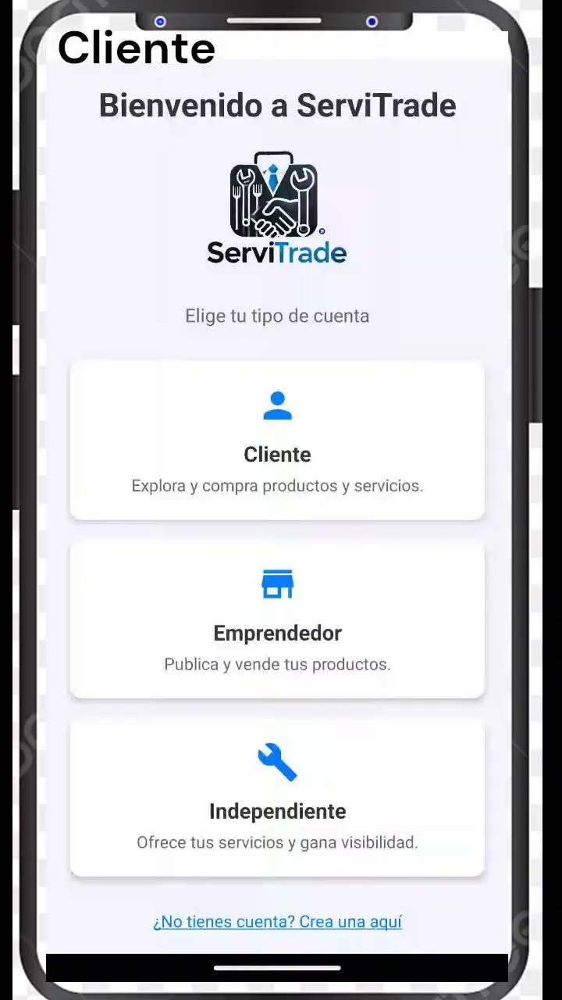 Cliente
Bienvenido a ServiTrade
ServiTrade
Elige tu tipo de cuenta
Cliente
Explora y compra productos y servicios.
Emprendedor
Publica y vende tus productos.
Independiente
Ofrece tus servicios y gana visibilidad.
¿No tienes cuenta? Crea una aquí